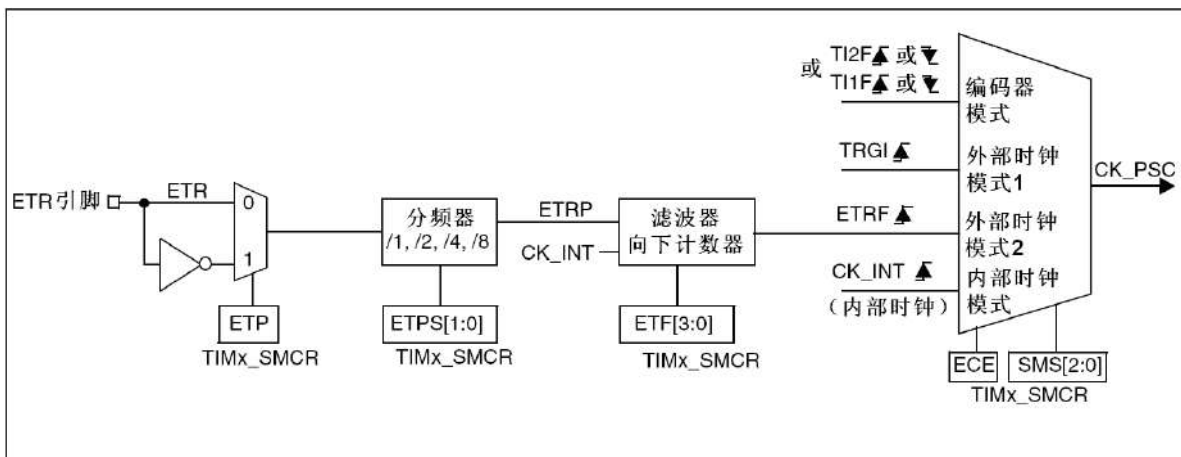 ETR引脚
ETR
0
1
ETP
TIMx_SMCR
分频器
/1, /2, /4, /8
ETPS[1:0]
TIMx_SMCR
ETRP
CK_INT
滤波器
向下计数器
ETF[3:0]
TIMx_SMCR
或
TI2F 或
TI1F 或
编码器
模式
TRGI
外部时钟
模式1
ETRF
外部时钟
模式2
CK_INT
(内部时钟)
内部时钟
模式
CK_PSC
ECE
SMS[2:0]
TIMx_SMCR